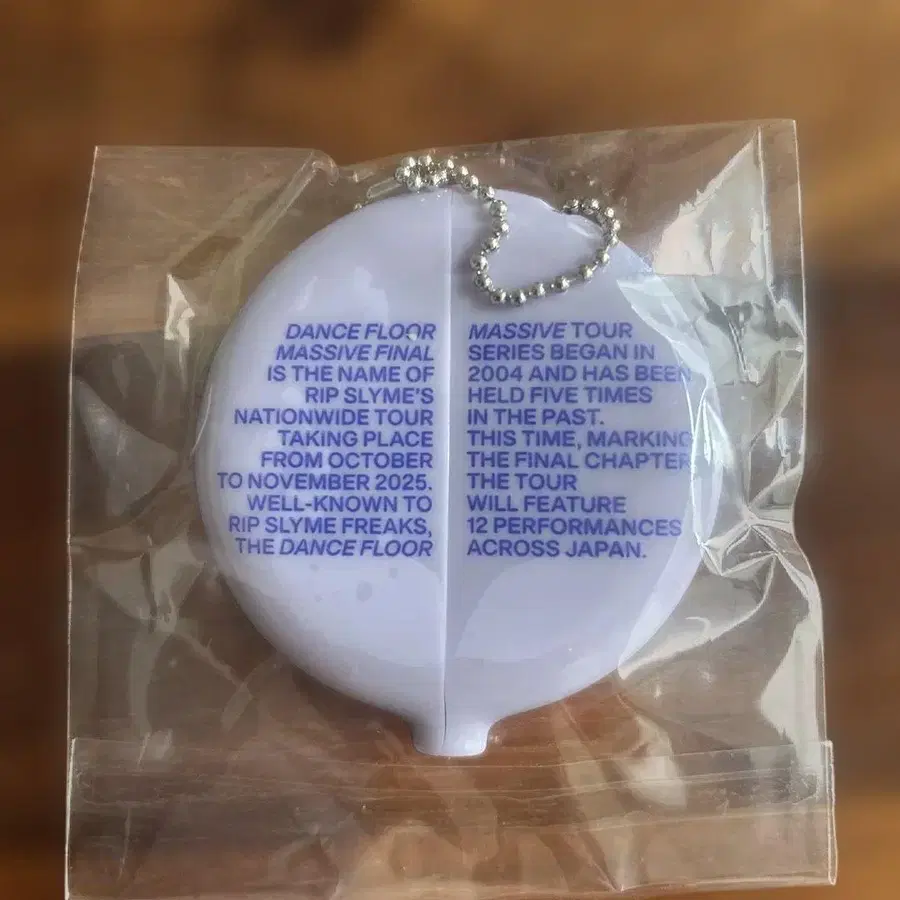 DANCE FLOOR
MASSIVE FINAL
IS THE NAME OF
RIP SLYME'S
NATIONWIDE TOUR
TAKING PLACE
FROM OCTOBER
TO NOVEMBER 2025.
WELL-KNOWN TO
RIP SLYME FREAKS,
THE DANCE FLOOR
MASSIVE TOUR
SERIES BEGAN IN
2004 AND HAS BEEN
HELD FIVE TIMES
IN THE PAST.
THIS TIME, MARKING
THE FINAL CHAPTER
THE TOUR
WILL FEATURE
12 PERFORMANCES
ACROSS JAPAN.